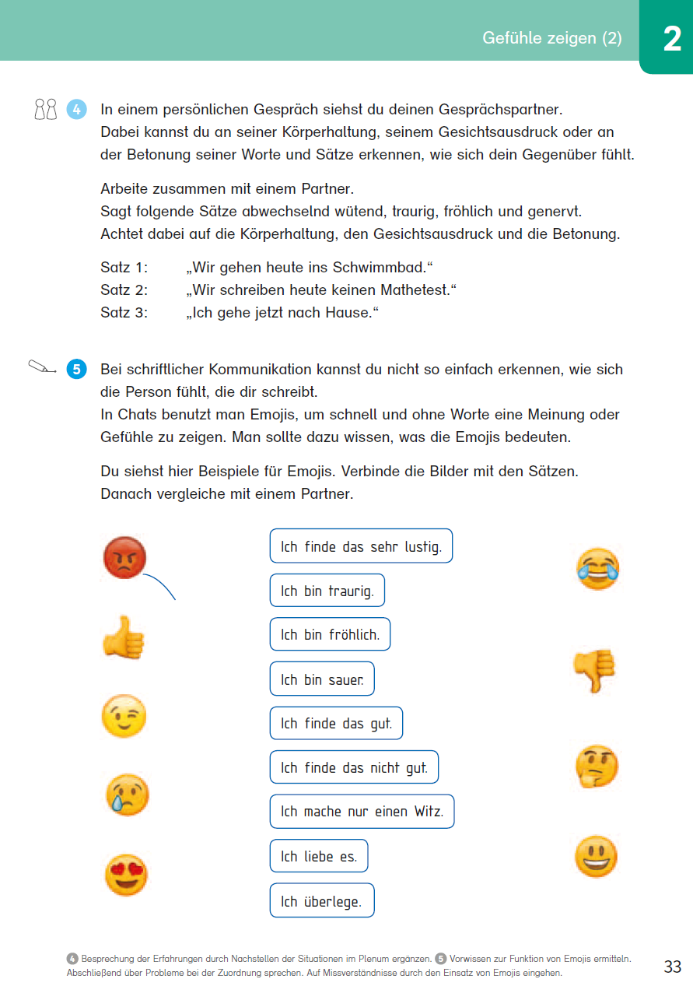 Gefühle zeigen (2)
2
4 In einem persönlichen Gespräch siehst du deinen Gesprächspartner.
Dabei kannst du an seiner Körperhaltung, seinem Gesichtsausdruck oder an
der Betonung seiner Worte und Sätze erkennen, wie sich dein Gegenüber fühlt.
Arbeite zusammen mit einem Partner.
Sagt folgende Sätze abwechselnd wütend, traurig, fröhlich und genervt.
Achtet dabei auf die Körperhaltung, den Gesichtsausdruck und die Betonung.
Satz 1: „Wir gehen heute ins Schwimmbad.“
Satz 2: „Wir schreiben heute keinen Mathetest.“
Satz 3: „Ich gehe jetzt nach Hause.“
5 Bei schriftlicher Kommunikation kannst du nicht so einfach erkennen, wie sich
die Person fühlt, die dir schreibt.
In Chats benutzt man Emojis, um schnell und ohne Worte eine Meinung oder
Gefühle zu zeigen. Man sollte dazu wissen, was die Emojis bedeuten.
Du siehst hier Beispiele für Emojis. Verbinde die Bilder mit den Sätzen.
Danach vergleiche mit einem Partner.
Ich finde das sehr lustig.
Ich bin traurig.
Ich bin fröhlich.
Ich bin sauer.
Ich finde das gut.
Ich finde das nicht gut.
Ich mache nur einen Witz.
Ich liebe es.
Ich überlege.
4 Besprechung der Erfahrungen durch Nachstellen der Situationen im Plenum ergänzen. 5 Vorwissen zur Funktion von Emojis ermitteln.
Abschließend über Probleme bei der Zuordnung sprechen. Auf Missverständnisse durch den Einsatz von Emojis eingehen.
33